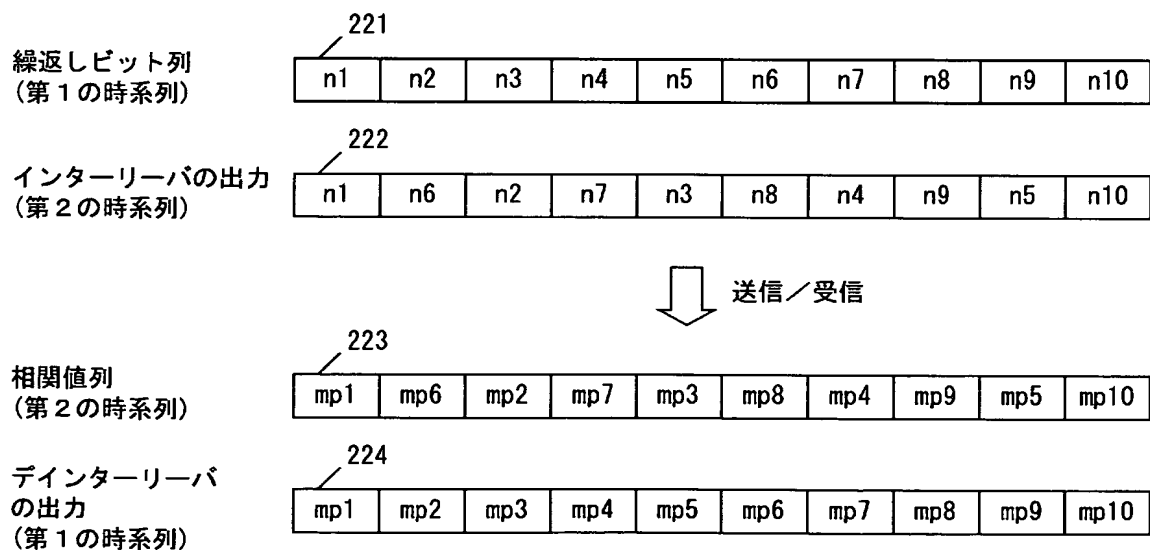 221
繰返しビット列
(第1の時系列)
n1 n2 n3 n4 n5 n6 n7 n8 n9 n10
222
インターリーバの出力
(第2の時系列)
n1 n6 n2 n7 n3 n8 n4 n9 n5 n10
送信／受信
223
相関値列
(第2の時系列)
mp1 mp6 mp2 mp7 mp3 mp8 mp4 mp9 mp5 mp10
224
デインターリーバ
の出力
(第1の時系列)
mp1 mp2 mp3 mp4 mp5 mp6 mp7 mp8 mp9 mp10